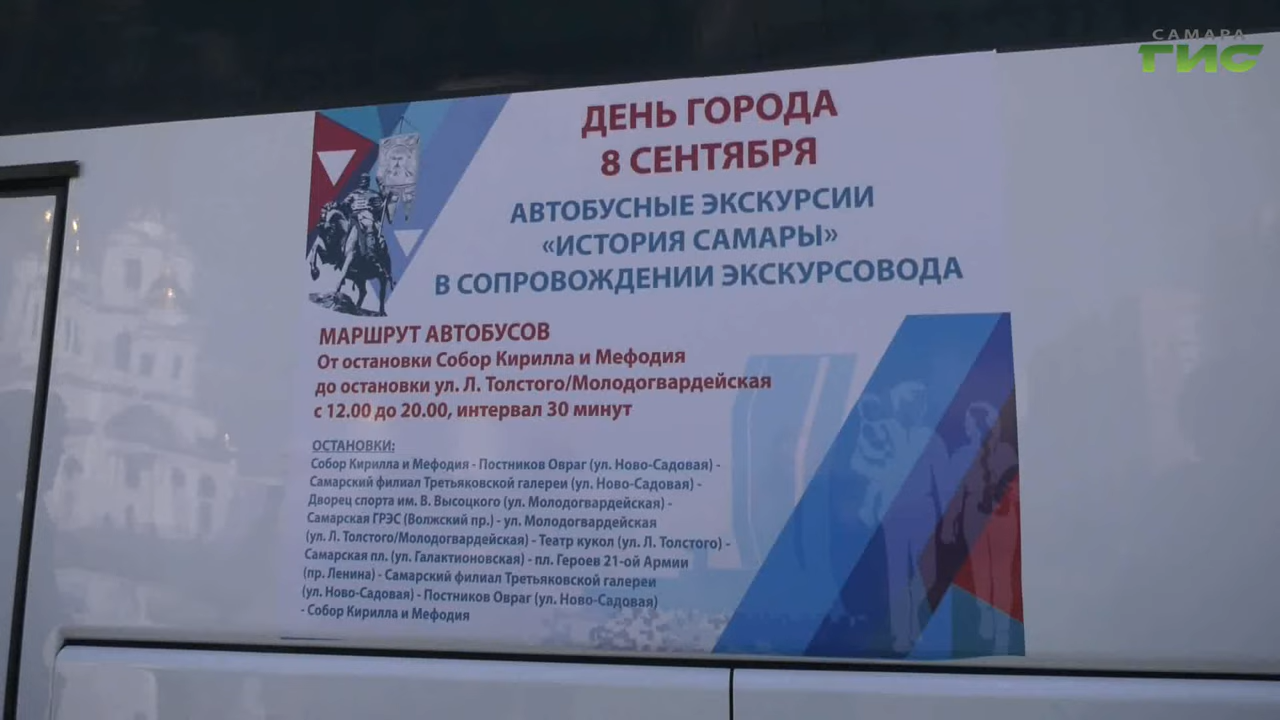 САМАРА
ГИС
ДЕНЬ ГОРОДА
8 СЕНТЯБРЯ
АВТОБУСНЫЕ ЭКСКУРСИИ
«ИСТОРИЯ САМАРЫ»
В СОПРОВОЖДЕНИИ ЭКСКУРСОВОДА
МАРШРУТ АВТОБУСОВ
От остановки Собор Кирилла и Мефодия
до остановки ул. Л. Толстого/Молодогвардейская
с 12.00 до 20.00, интервал 30 минут
ОСТАНОВКИ:
Собор Кирилла и Мефодия - Постников Овраг (ул. Ново-Садовая) -
Самарский филиал Третьяковской галереи (ул. Ново-Садовая) -
Дворец спорта им. В. Высоцкого (ул. Молодогвардейская) -
Самарская ГРЭС (Волжский пр.) - ул. Молодогвардейская
(ул. Л. Толстого/Молодогвардейская) - Театр кукол (ул. Л. Толстого) -
Самарская пл. (ул. Галактионовская) - пл. Героев 21-ой Армии
(пр. Ленина) - Самарский филиал Третьяковской галереи
(ул. Ново-Садовая) - Постников Овраг (ул. Ново-Садовая)
- Собор Кирилла и Мефодия